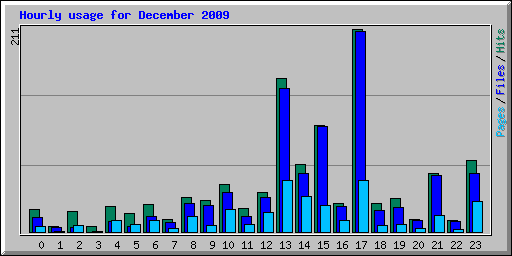 Hourly usage for December 2009
211
Pages / Files / Hits
0 1 2 3 4 5 6 7 8 9 10 11 12 13 14 15 16 17 18 19 20 21 22 23